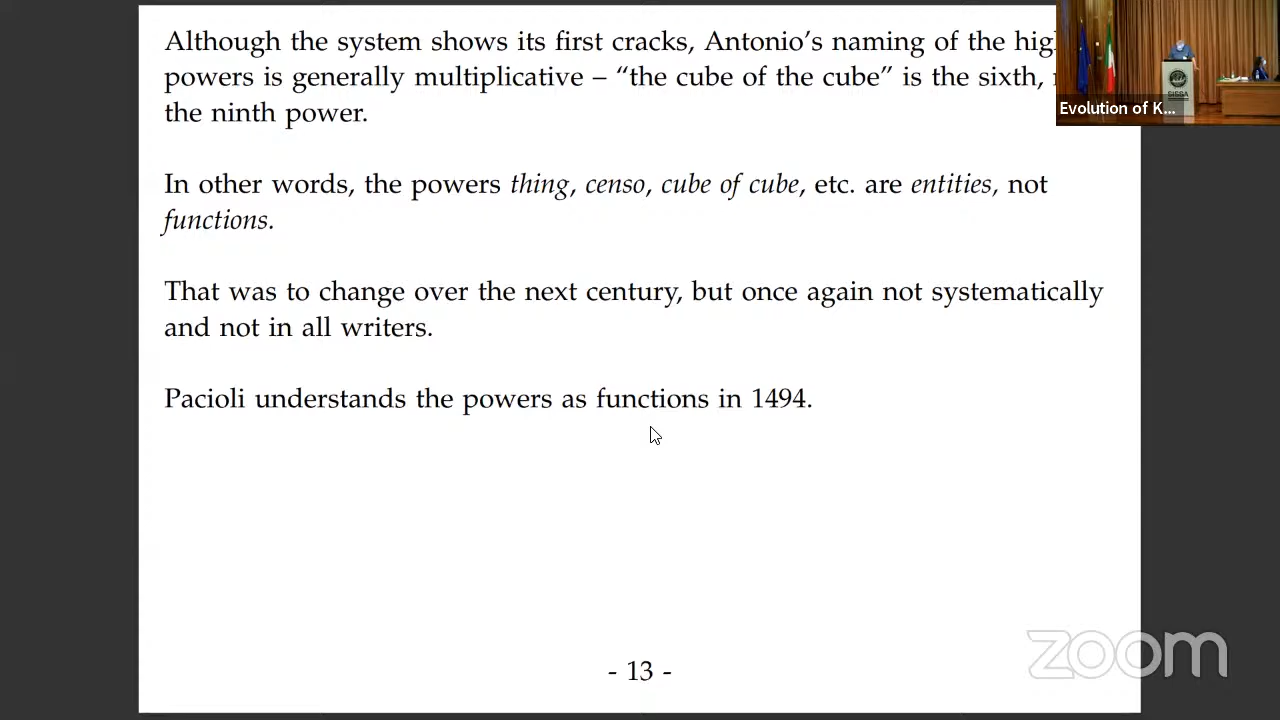 Although the system shows its first cracks, Antonio's naming of the hig
powers is generally multiplicative – “the cube of the cube” is the sixth,
the ninth power.
In other words, the powers thing, censo, cube of cube, etc. are entities, not
functions.
That was to change over the next century, but once again not systematically
and not in all writers.
Pacioli understands the powers as functions in 1494.
- 13 -
Evolution of K...
SISSA
zoom